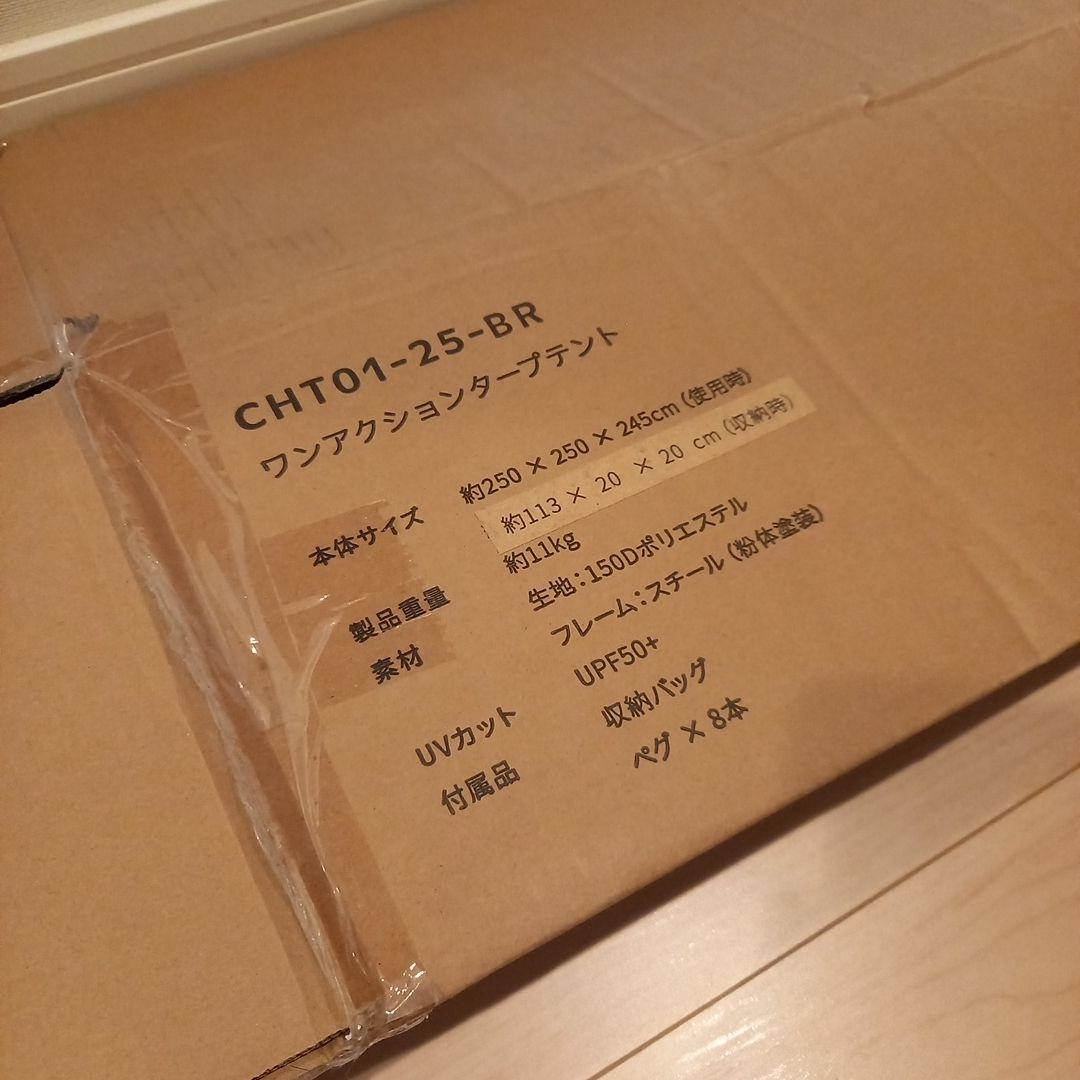 CHT01-25-BR
ワンアクションタープテント
本体サイズ 約250 × 250 × 245cm (使用時)
約113 × 20 × 20 cm (収納時)
製品重量 約11kg
素材 生地：150Dポリエステル
フレーム：スチール (粉体塗装)
UVカット UPF50+
付属品 収納バッグ
ペグ × 8本